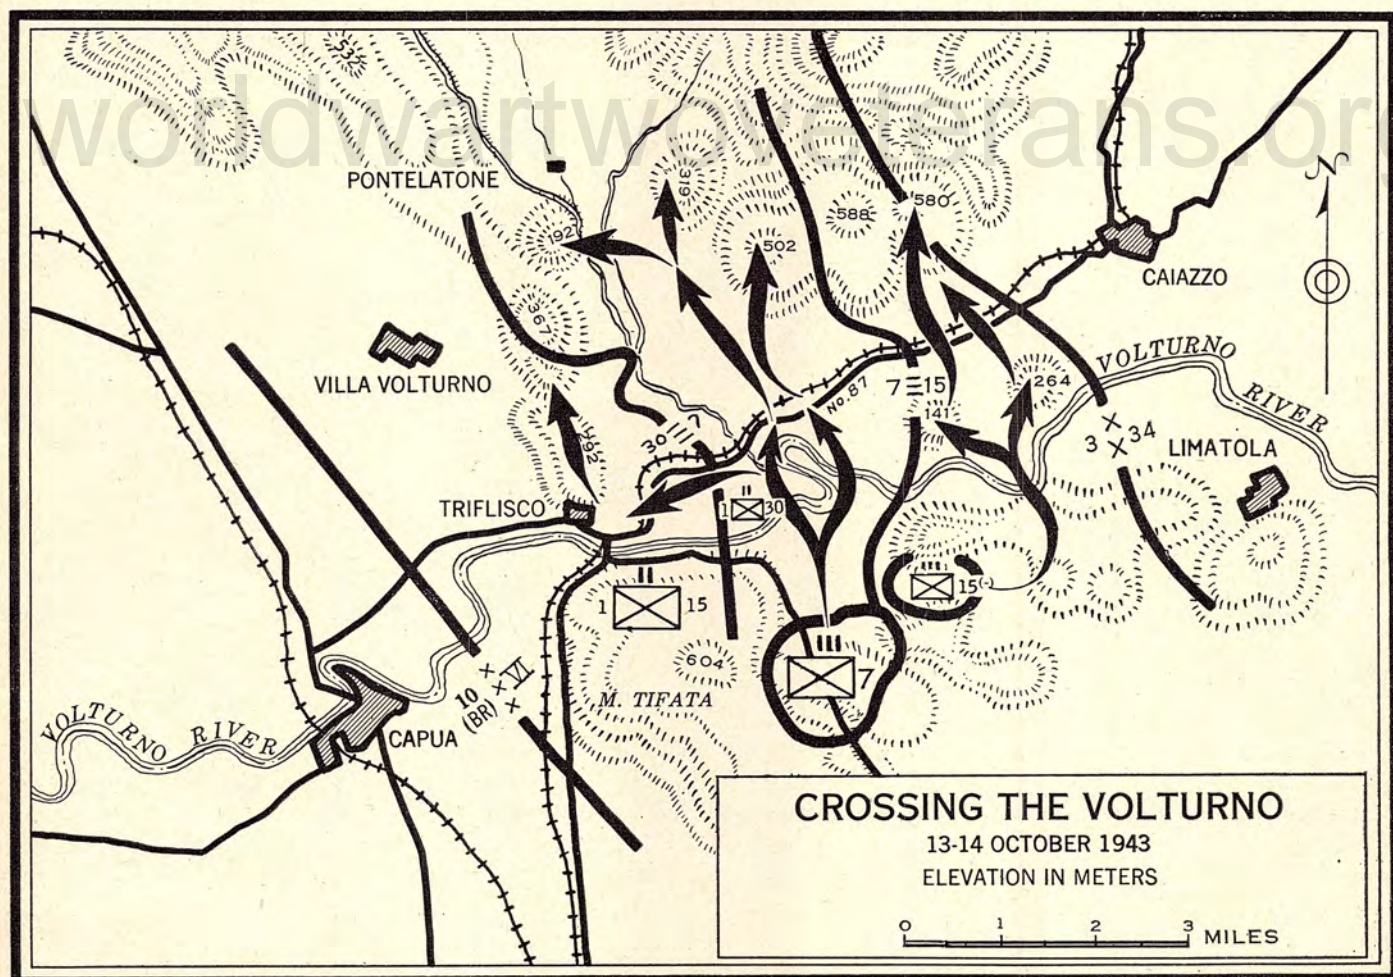 worldwartwoveterans.org
532
PONTELATONE
192
319
502
588
580
CAIAZZO
N
367
VILLA VOLTURNO
292
TRIFLISCO
30 7
No. 87
7 15
141
264
VOLTURNO RIVER
3 34
LIMATOLA
1 30
1 15
15(-)
604
7
M. TIFATA
10 (BR) VI
CAPUA
VOLTURNO RIVER
CROSSING THE VOLTURNO
13-14 OCTOBER 1943
ELEVATION IN METERS
0 1 2 3 MILES